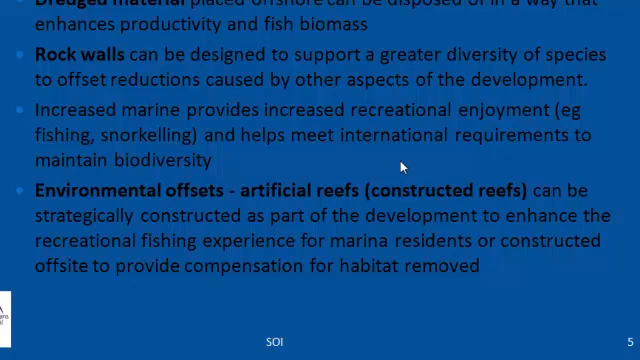 Dredged material placed offshore can be disposed of in a way that
enhances productivity and fish biomass
• Rock walls can be designed to support a greater diversity of species
to offset reductions caused by other aspects of the development.
• Increased marine provides increased recreational enjoyment (eg
fishing, snorkelling) and helps meet international requirements to
maintain biodiversity
• Environmental offsets - artificial reefs (constructed reefs) can be
strategically constructed as part of the development to enhance the
recreational fishing experience for marina residents or constructed
offsite to provide compensation for habitat removed
SOI
5